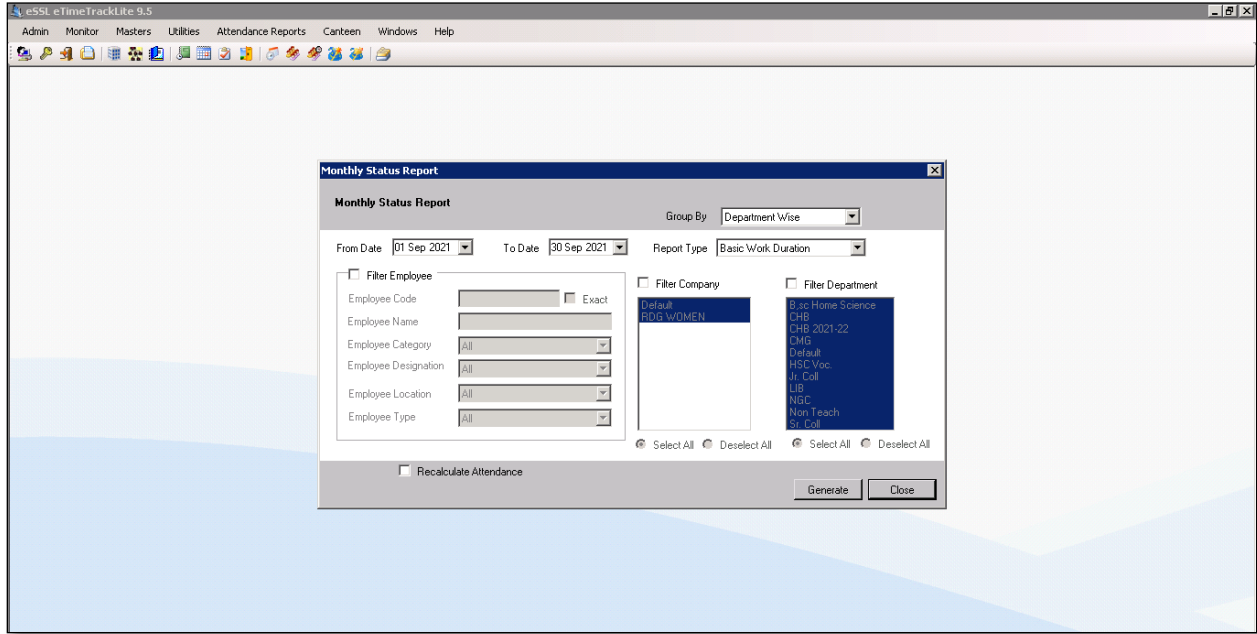 eSSL eTimeTrackLite 9.5
Admin Monitor Masters Utilities Attendance Reports Canteen Windows Help
Monthly Status Report
Monthly Status Report
Group By Department Wise
From Date 01 Sep 2021 To Date 30 Sep 2021 Report Type Basic Work Duration
Filter Employee
Employee Code Exact
Employee Name
Employee Category All
Employee Designation All
Employee Location All
Employee Type All
Filter Company
Default
RDG WOMEN
Select All Deselect All
Filter Department
B.sc Home Science
CHB
CHB 2021-22
CMG
Default
HSC Voc.
Jr. Coll
LIB
NGC
Non Teach
Sr. Coll
Select All Deselect All
Recalculate Attendance
Generate Close